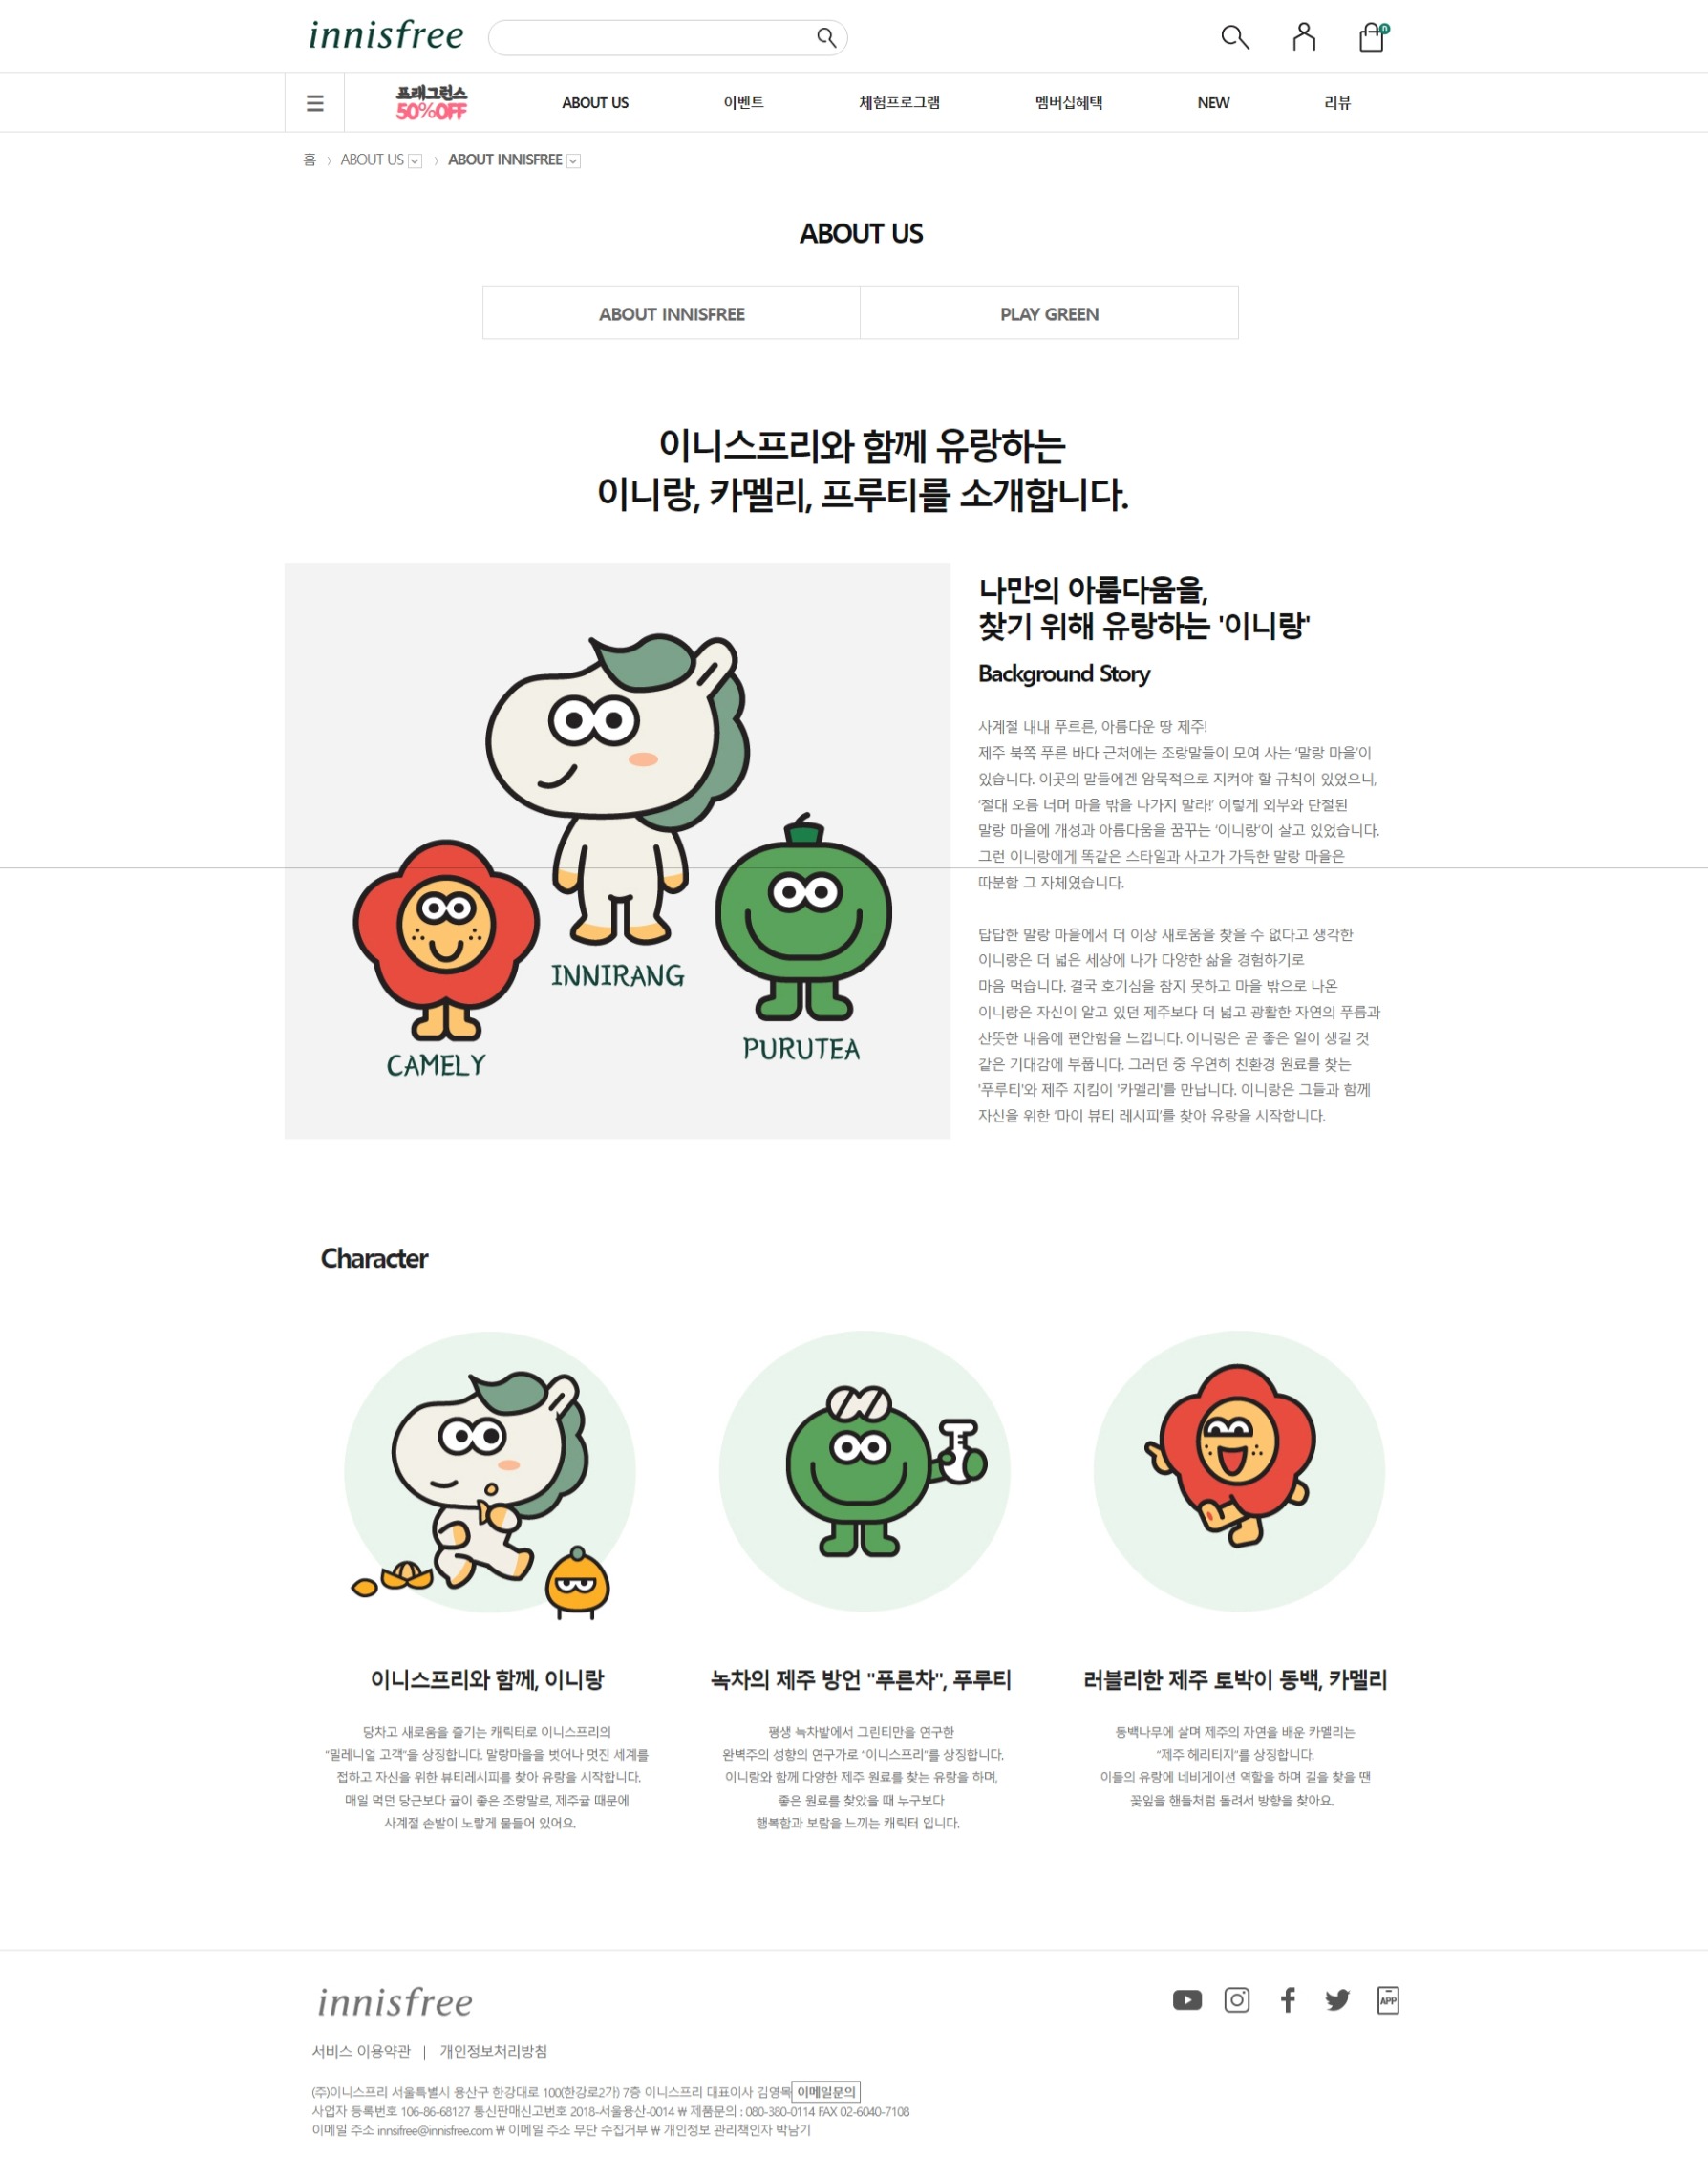 innisfree
프래그런스
50%OFF
ABOUT US
이벤트
체험프로그램
멤버십혜택
NEW
리뷰
홈 〉 ABOUT US 〉 ABOUT INNISFREE
ABOUT US
ABOUT INNISFREE
PLAY GREEN
이니스프리와 함께 유랑하는
이니랑, 카멜리, 프루티를 소개합니다.
INNIRANG
CAMELY
PURUTEA
나만의 아룸다움을,
찾기 위해 유랑하는 '이니랑'
Background Story
사계절 내내 푸르른, 아름다운 땅 제주!
제주 북쪽 푸른 바다 근처에는 조랑말들이 모여 사는 ‘말랑 마을’이
있습니다. 이곳의 말들에겐 암묵적으로 지켜야 할 규칙이 있었으니,
‘절대 오름 너머 마을 밖을 나가지 말라!’ 이렇게 외부와 단절된
말랑 마을에 개성과 아름다움을 꿈꾸는 ‘이니랑’이 살고 있었습니다.
그런 이니랑에게 똑같은 스타일과 사고가 가득한 말랑 마을은
따분함 그 자체였습니다.
답답한 말랑 마을에서 더 이상 새로움을 찾을 수 없다고 생각한
이니랑은 더 넓은 세상에 나가 다양한 삶을 경험하기로
마음 먹습니다. 결국 호기심을 참지 못하고 마을 밖으로 나온
이니랑은 자신이 알고 있던 제주보다 더 넓고 광활한 자연의 푸름과
산뜻한 내음에 편안함을 느낍니다. 이니랑은 곧 좋은 일이 생길 것
같은 기대감에 부풉니다. 그러던 중 우연히 친환경 원료를 찾는
'푸루티'와 제주 지킴이 '카멜리'를 만납니다. 이니랑은 그들과 함께
자신을 위한 ‘마이 뷰티 레시피’를 찾아 유랑을 시작합니다.
Character
이니스프리와 함께, 이니랑
당차고 새로움을 즐기는 캐릭터로 이니스프리의
“밀레니얼 고객”을 상징합니다. 말랑마을을 벗어나 멋진 세계를
접하고 자신을 위한 뷰티레시피를 찾아 유랑을 시작합니다.
매일 먹던 당근보다 귤이 좋은 조랑말로, 제주귤 때문에
사계절 손발이 노랗게 물들어 있어요.
녹차의 제주 방언 "푸른차", 푸루티
평생 녹차밭에서 그린티만을 연구한
완벽주의 성향의 연구가로 “이니스프리”를 상징합니다.
이니랑와 함께 다양한 제주 원료를 찾는 유랑을 하며,
좋은 원료를 찾았을 때 누구보다
행복함과 보람을 느끼는 캐릭터 입니다.
러블리한 제주 토박이 동백, 카멜리
동백나무에 살며 제주의 자연을 배운 카멜리는
“제주 헤리티지”를 상징합니다.
이들의 유랑에 네비게이션 역할을 하며 길을 찾을 땐
꽃잎을 핸들처럼 돌려서 방향을 찾아요.
innisfree
APP
서비스 이용약관 | 개인정보처리방침
(주)이니스프리 서울특별시 용산구 한강대로 100(한강로2가) 7층 이니스프리 대표이사 김영목 이메일문의
사업자 등록번호 106-86-68127 통신판매신고번호 2018-서울용산-0014 ₩ 제품문의 : 080-380-0114 FAX 02-6040-7108
이메일 주소 innsifree@innisfree.com ₩ 이메일 주소 무단 수집거부 ₩ 개인정보 관리책인자 박남기